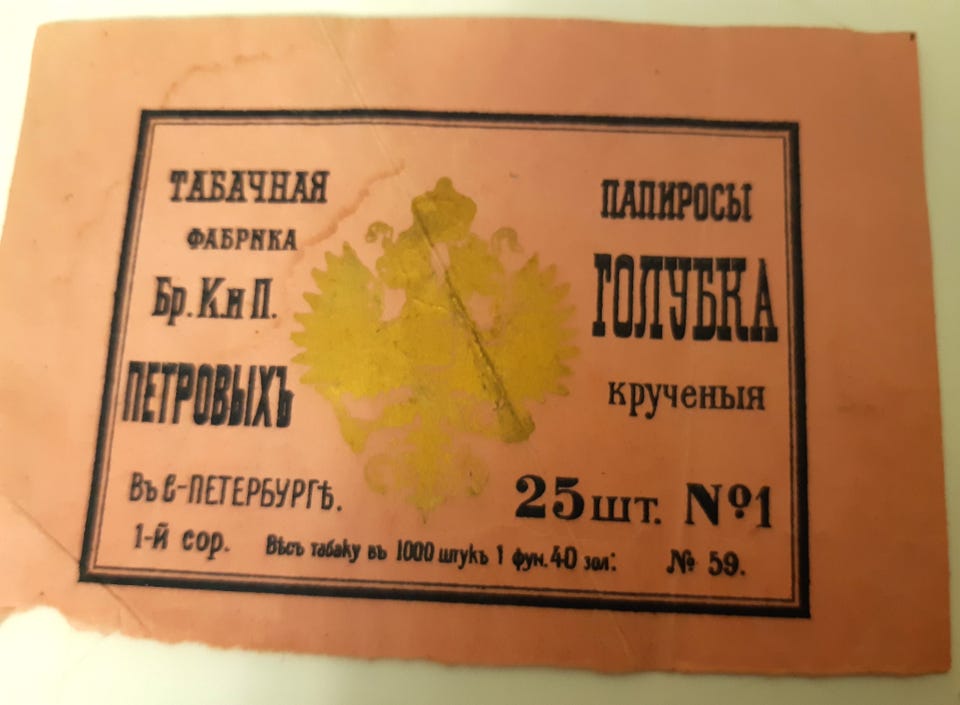 ТАБАЧНАЯ
ФАБРИКА
Бр. К. и П.
ПЕТРОВЫХЪ
Въ С-ПЕТЕРБУРГѢ.
ПАПИРОСЫ
ГОЛУБКА
крученыя
25 шт. №1
1-й сор. Вѣсъ табаку въ 1000 штукъ 1 фун. 40 зол: № 59.